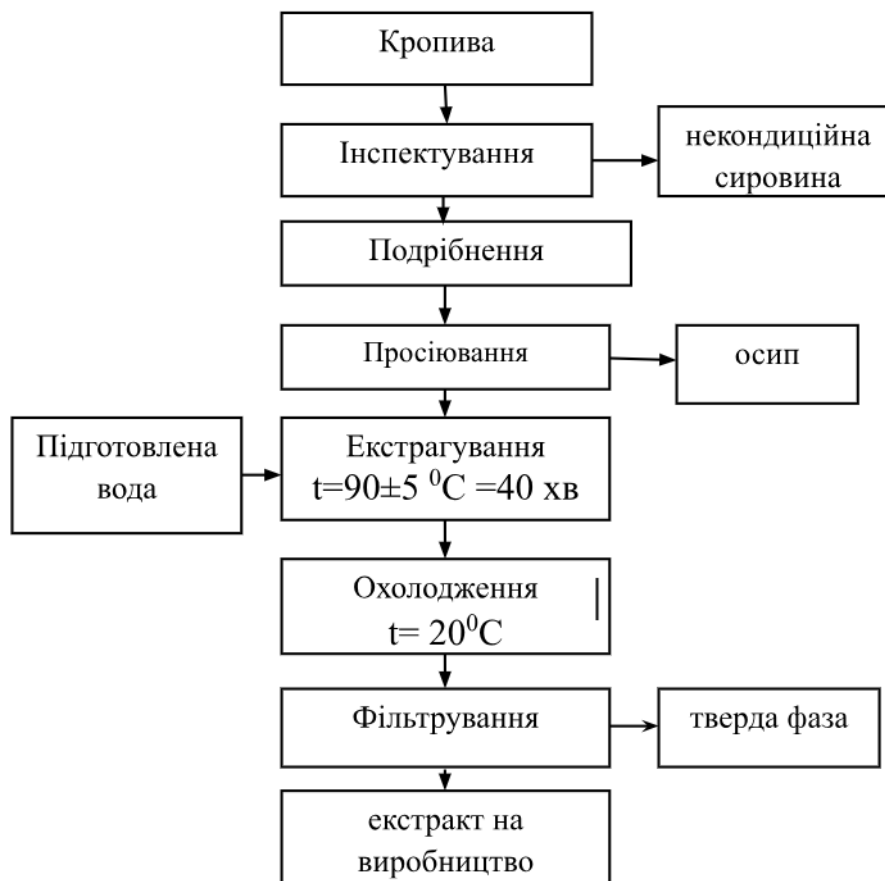 Кропива
Інспектування
некондиційна
сировина
Подрібнення
Просіювання
осип
Підготовлена
вода
Екстрагування
t=90±5 ⁰C =40 хв
Охолодження
t= 20⁰C
Фільтрування
тверда фаза
екстракт на
виробництво